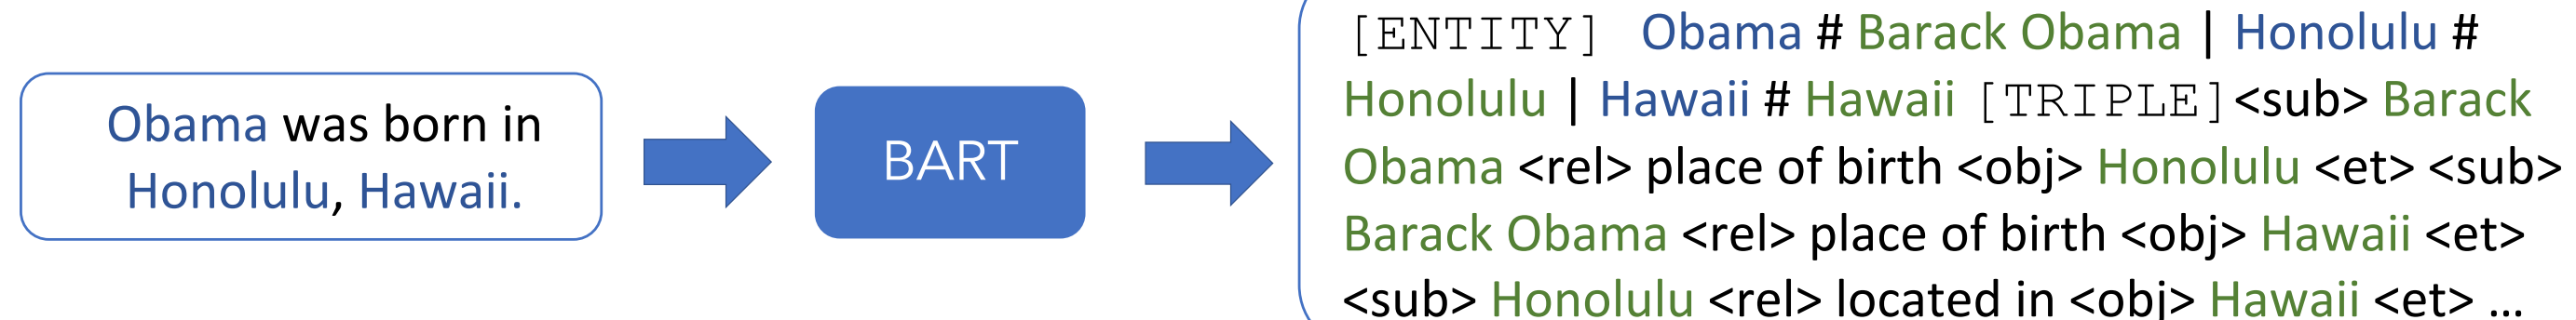 Obama was born in
Honolulu, Hawaii.
BART
[ENTITY] Obama # Barack Obama | Honolulu #
Honolulu | Hawaii # Hawaii [TRIPLE]<sub> Barack
Obama <rel> place of birth <obj> Honolulu <et> <sub>
Barack Obama <rel> place of birth <obj> Hawaii <et>
<sub> Honolulu <rel> located in <obj> Hawaii <et> ...